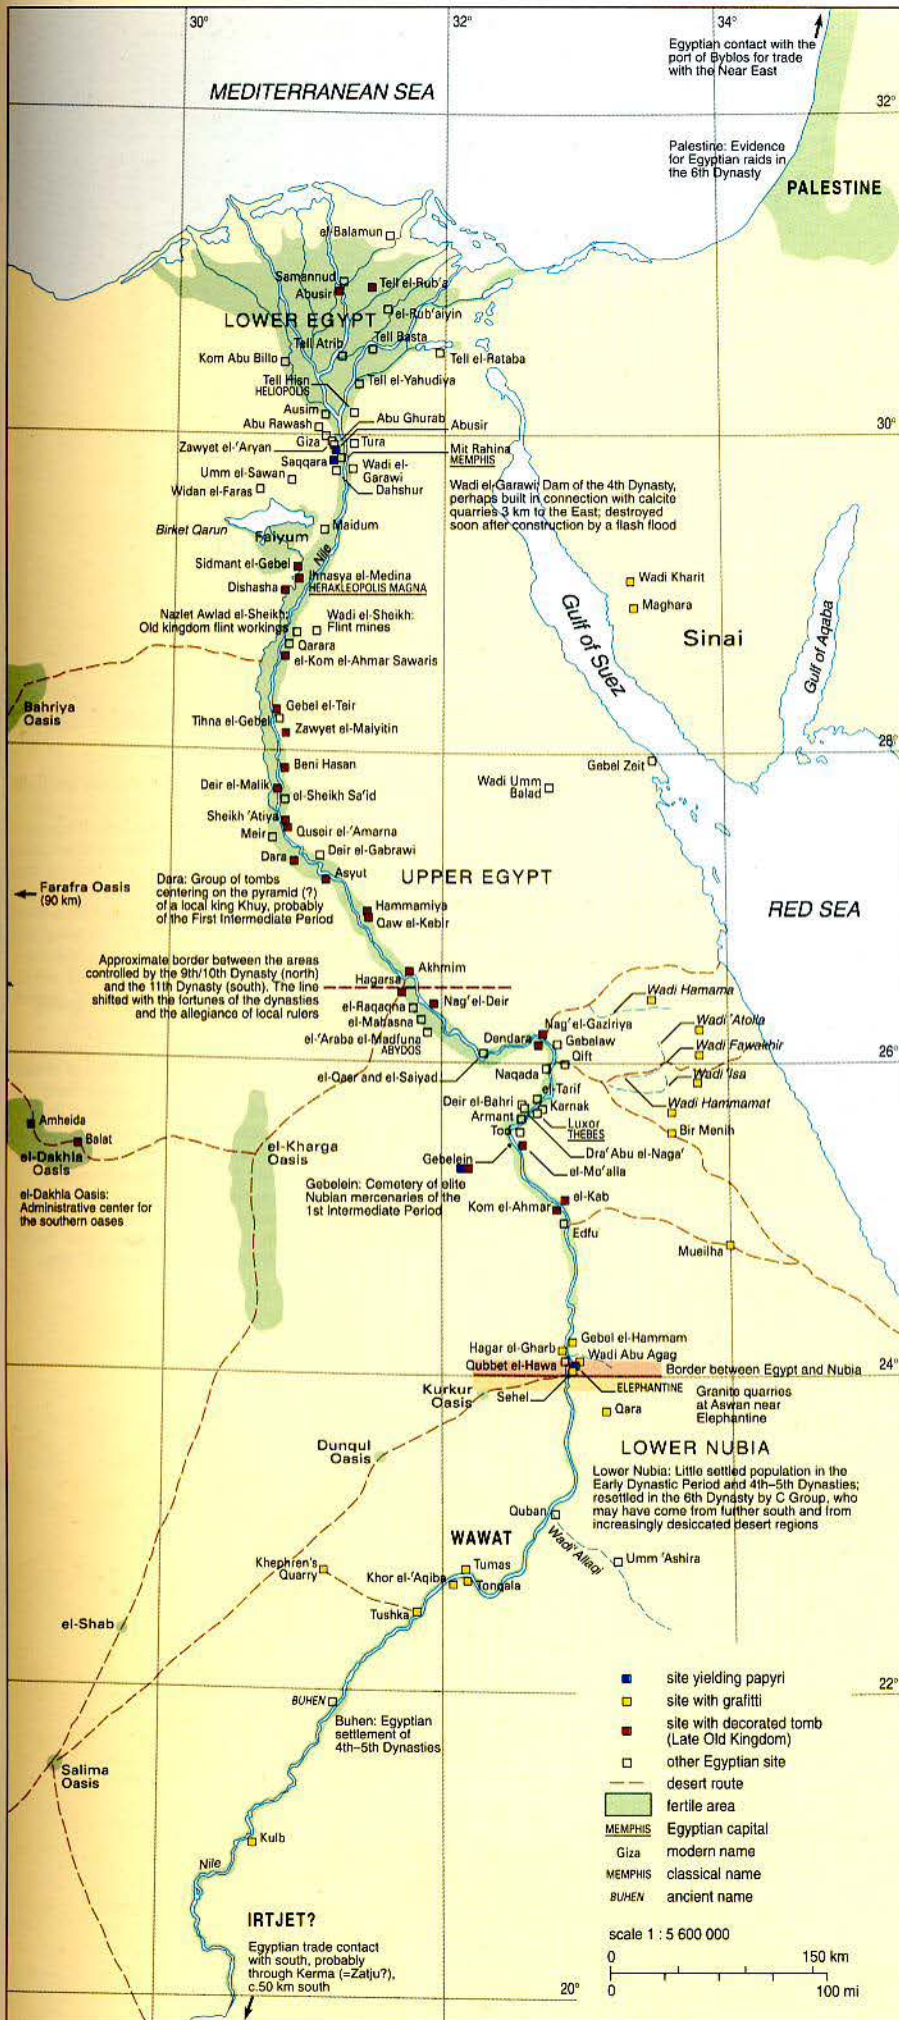 30°
32°
34°
Egyptian contact with the
port of Byblos for trade
with the Near East
MEDITERRANEAN SEA
32°
Palestine: Evidence
for Egyptian raids in
the 6th Dynasty
PALESTINE
el-Balamun
Samannud
Tell el-Rub'a
Abusir
el-Rub'aiyin
LOWER EGYPT
Tell Basta
Tell Atrib
Kom Abu Billo
Tell el-Rataba
Tell Hisn
HELIOPOLIS
Tell el-Yahudiya
Ausim
Abu Ghurab
Abu Rawash
Abusir
30°
Giza
Tura
Zawyet el-'Aryan
Mit Rahina
MEMPHIS
Saqqara
Wadi el-
Garawi
Umm el-Sawan
Dahshur
Widan el-Faras
Wadi el-Garawi: Dam of the 4th Dynasty,
perhaps built in connection with calcite
quarries 3 km to the East; destroyed
soon after construction by a flash flood
Birket Qarun
Maidum
Faiyum
Nile
Sidmant el-Gebel
Ihnasya el-Medina
HERAKLEOPOLIS MAGNA
Dishasha
Wadi Kharit
Maghara
Nazlet Awlad el-Sheikh:
Old kingdom flint workings
Wadi el-Sheikh:
Flint mines
Gulf of Suez
Sinai
Gulf of Aqaba
Qarara
el-Kom el-Ahmar Sawaris
Bahriya
Oasis
Gebel el-Teir
Tihna el-Gebel
Zawyet el-Maiyitin
28°
Beni Hasan
Gebel Zeit
Deir el-Malik
el-Sheikh Sa'id
Wadi Umm
Balad
Sheikh 'Atiya
Quseir el-'Amarna
Meir
Deir el-Gabrawi
Dara
Asyut
UPPER EGYPT
Farafra Oasis
(90 km)
Dara: Group of tombs
centering on the pyramid (?)
of a local king Khuy, probably
of the First Intermediate Period
Hammamiya
Qaw el-Kebir
RED SEA
Approximate border between the areas
controlled by the 9th/10th Dynasty (north)
and the 11th Dynasty (south). The line
shifted with the fortunes of the dynasties
and the allegiance of local rulers
Akhmim
Hagarsa
Nag' el-Deir
el-Raqaqna
el-Mahasna
el-'Araba el-Madfuna
ABYDOS
Wadi Hamama
Nag' el-Gaziriya
Wadi 'Atolla
Dendara
Gebelaw
Wadi Fawakhir
26°
Qift
el-Qasr and el-Saiyad
Naqada
Wadi 'Isa
el-Tarif
Deir el-Bahri
Karnak
Wadi Hammamat
Armant
Luxor
THEBES
Bir Menih
Tod
Dra' Abu el-Naga'
Amheida
Balat
el-Dakhla
Oasis
el-Kharga
Oasis
Gebelein
el-Mo'alla
Gebelein: Cemetery of elite
Nubian mercenaries of the
1st Intermediate Period
el-Dakhla Oasis:
Administrative center for
the southern oases
el-Kab
Kom el-Ahmar
Edfu
Mueilha
Gebel el-Hammam
Hagar el-Gharb
Wadi Abu Agag
Qubbet el-Hawa
Border between Egypt and Nubia
24°
Kurkur
Oasis
Sehel
ELEPHANTINE
Granite quarries
at Aswan near
Elephantine
Qara
Dunqul
Oasis
LOWER NUBIA
Lower Nubia: Little settled population in the
Early Dynastic Period and 4th–5th Dynasties;
resettled in the 6th Dynasty by C Group, who
may have come from further south and from
increasingly desiccated desert regions
Quban
WAWAT
Wadi 'Allaqi
Umm 'Ashira
Khephren's
Quarry
Tumas
Khor el-'Aqiba
Tongala
Tushka
el-Shab
22°
BUHEN
Buhen: Egyptian
settlement of
4th–5th Dynasties
Salima
Oasis
Kulb
Nile
IRTJET?
Egyptian trade contact
with south, probably
through Kerma (=Zatju?),
c.50 km south
20°
site yielding papyri
site with grafitti
site with decorated tomb
(Late Old Kingdom)
other Egyptian site
desert route
fertile area
MEMPHIS Egyptian capital
Giza modern name
MEMPHIS classical name
BUHEN ancient name
scale 1 : 5 600 000
0 150 km
0 100 mi